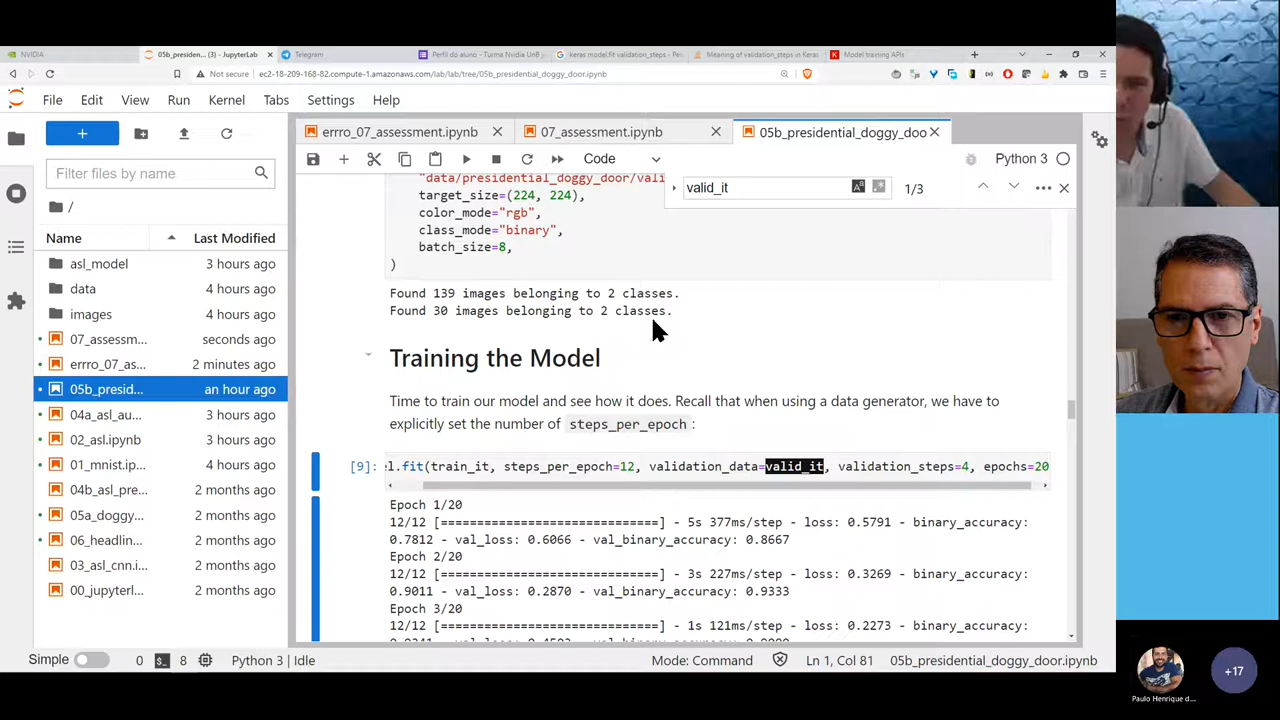 NVIDIA
05b_presiden... (3) - JupyterLab
Telegram
Perfil do aluno - Turma Nvidia UnB
keras model.fit validation_steps - Pes
Meaning of validation_steps in Keras
Model training APIs
Not secure
ec2-18-209-168-82.compute-1.amazonaws.com/lab/lab/tree/05b_presidential_doggy_door.ipynb
File Edit View Run Kernel Tabs Settings Help
errro_07_assessment.ipynb
07_assessment.ipynb
05b_presidential_doggy_doo
Code
Python 3
Filter files by name
valid_it
1/3
/
Name Last Modified
asl_model 3 hours ago
data 4 hours ago
images 4 hours ago
07_assessm... seconds ago
errro_07_as... 2 minutes ago
05b_presid... an hour ago
04a_asl_au... 3 hours ago
02_asl.ipynb 3 hours ago
01_mnist.ip... 3 hours ago
04b_asl_pre... 2 months ago
05a_doggy... 2 months ago
06_headlin... 2 months ago
03_asl_cnn.i... 2 months ago
00_jupyterl... 2 months ago
"data/presidential_doggy_door/vali
target_size=(224, 224),
color_mode="rgb",
class_mode="binary",
batch_size=8,
)
Found 139 images belonging to 2 classes.
Found 30 images belonging to 2 classes.
Training the Model
Time to train our model and see how it does. Recall that when using a data generator, we have to
explicitly set the number of steps_per_epoch :
[9]: l.fit(train_it, steps_per_epoch=12, validation_data=valid_it, validation_steps=4, epochs=20
Epoch 1/20
12/12 [==============================] - 5s 377ms/step - loss: 0.5791 - binary_accuracy:
0.7812 - val_loss: 0.6066 - val_binary_accuracy: 0.8667
Epoch 2/20
12/12 [==============================] - 3s 227ms/step - loss: 0.3269 - binary_accuracy:
0.9011 - val_loss: 0.2870 - val_binary_accuracy: 0.9333
Epoch 3/20
12/12 [==============================] - 1s 121ms/step - loss: 0.2273 - binary_accuracy:
Simple 0 8 Python 3 | Idle
Mode: Command Ln 1, Col 81 05b_presidential_doggy_door.ipynb
Paulo Henrique d...
+17